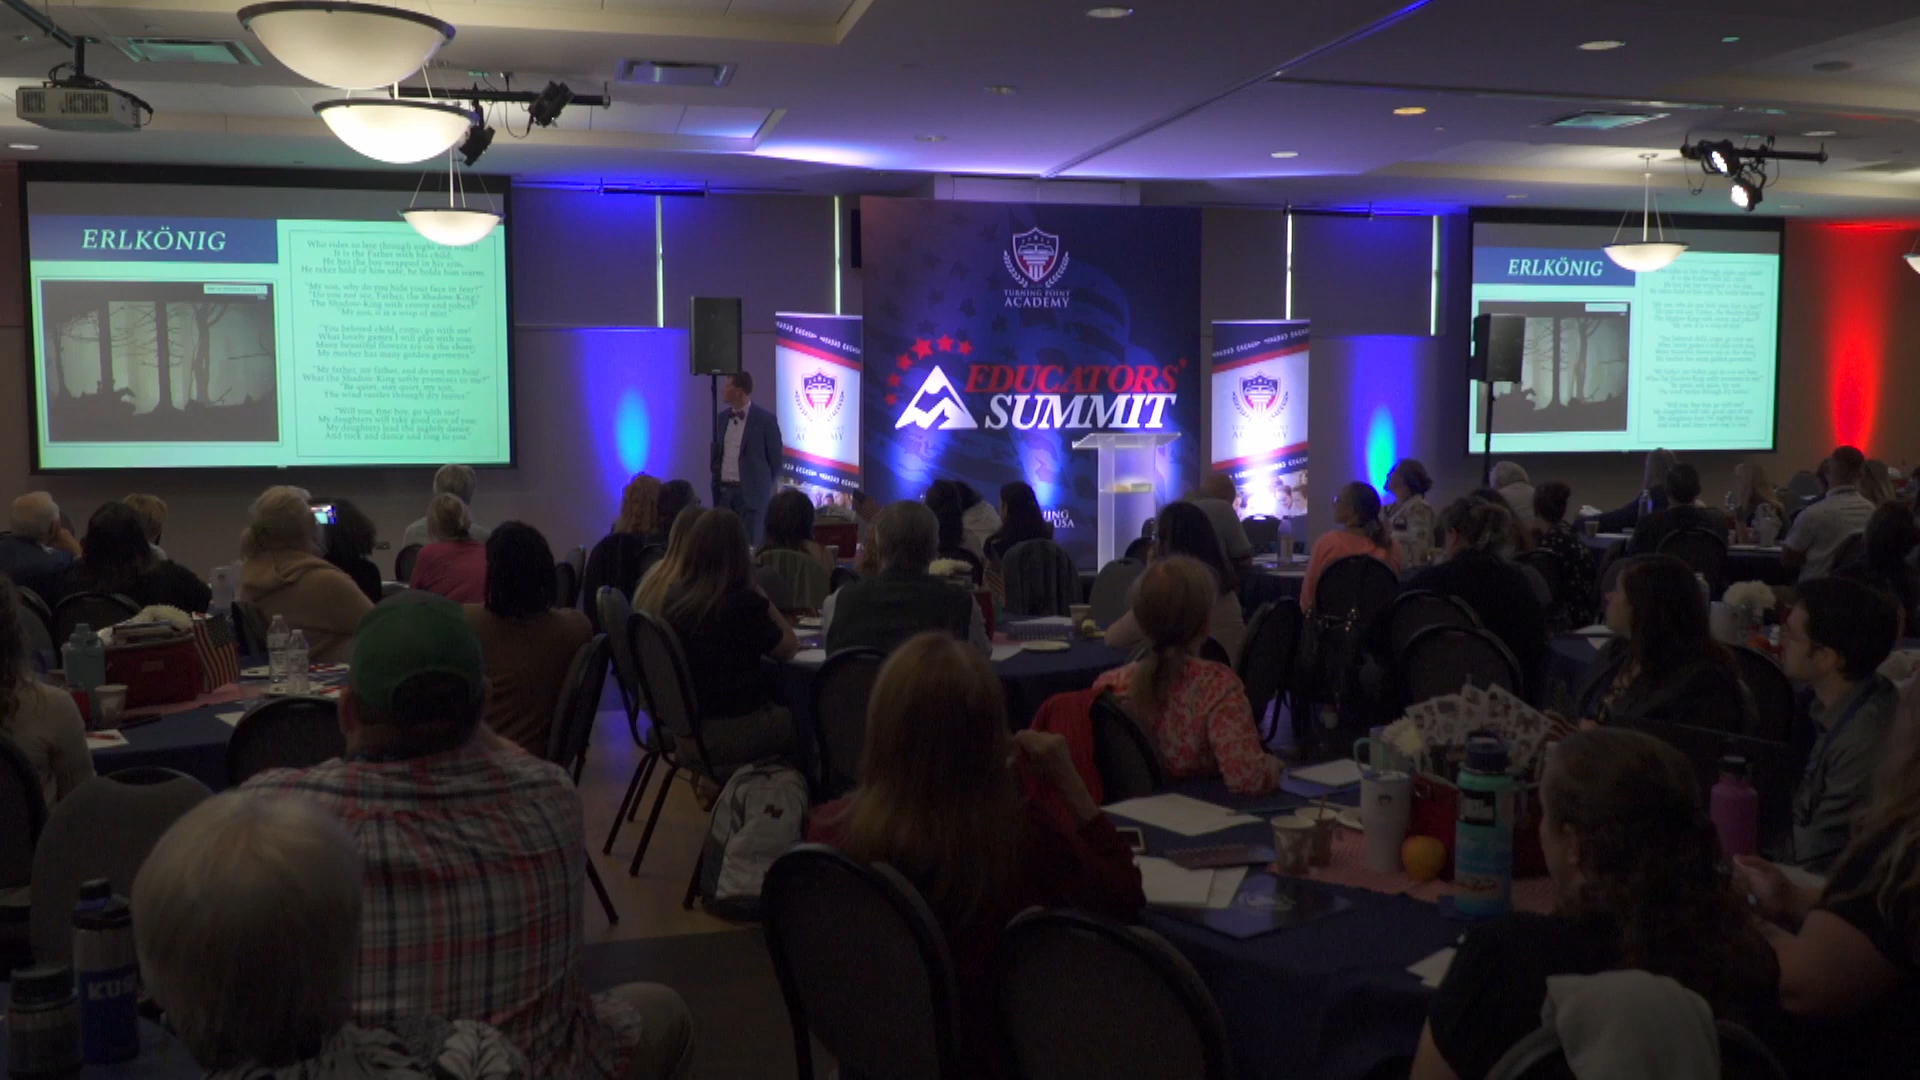 ERLKÖNIG
Who rides so late through night and wind?
It is the Father with his child;
He has the boy wrapped in his arm,
He takes hold of him safe, he holds him warm.
"My son, why do you hide your face in fear?"
"Do you not see, Father, the Shadow-King?
The Shadow-King with crown and robes?"
"My son, it is a wisp of mist."
"You beloved child, come, go with me!
What lovely games I will play with you;
Many beautiful flowers are on the shore;
My mother has many golden garments."
"My father, my father, and do you not hear
What the Shadow-King softly promises to me?"
"Be quiet, stay quiet, my son,
The wind rustles through dry leaves."
"Will you, fine boy, go with me?
My daughters will take good care of you;
My daughters lead the nightly dance
And rock and dance and sing to you."
TURNING POINT
ACADEMY
EDUCATORS'
SUMMIT
USA
ACADEMY
ACADEMY
ERLKÖNIG